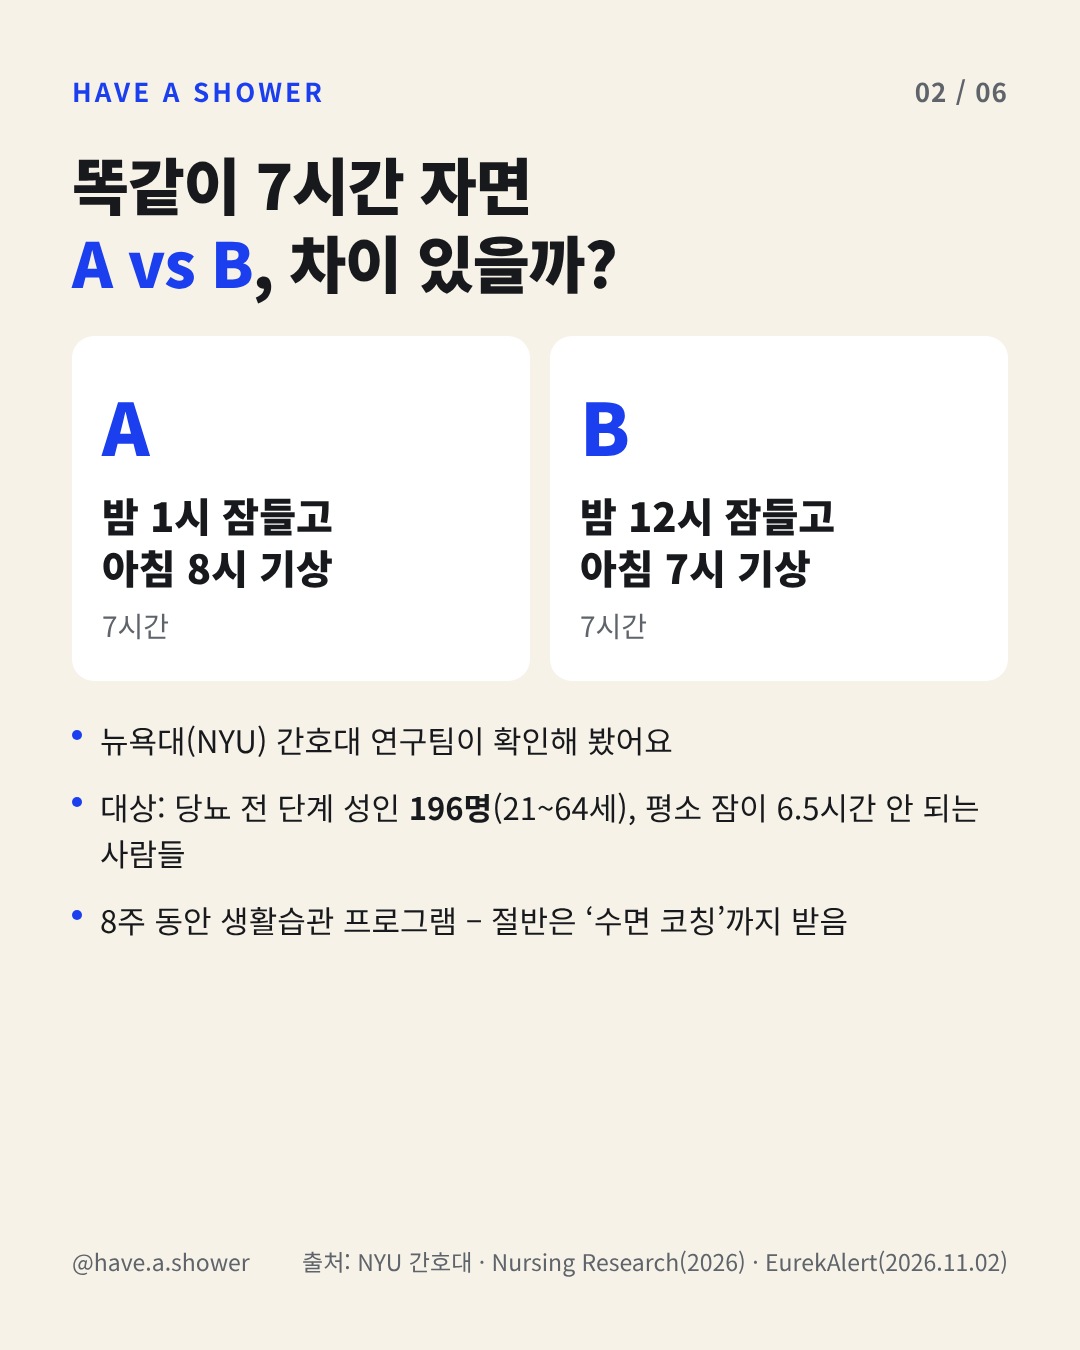 HAVE A SHOWER
02 / 06
똑같이 7시간 자면
A vs B, 차이 있을까?
A
밤 1시 잠들고
아침 8시 기상
7시간
B
밤 12시 잠들고
아침 7시 기상
7시간
• 뉴욕대(NYU) 간호대 연구팀이 확인해 봤어요
• 대상: 당뇨 전 단계 성인 196명(21~64세), 평소 잠이 6.5시간 안 되는
사람들
• 8주 동안 생활습관 프로그램 – 절반은 ‘수면 코칭’까지 받음
@have.a.shower
출처: NYU 간호대 · Nursing Research(2026) · EurekAlert(2026.11.02)